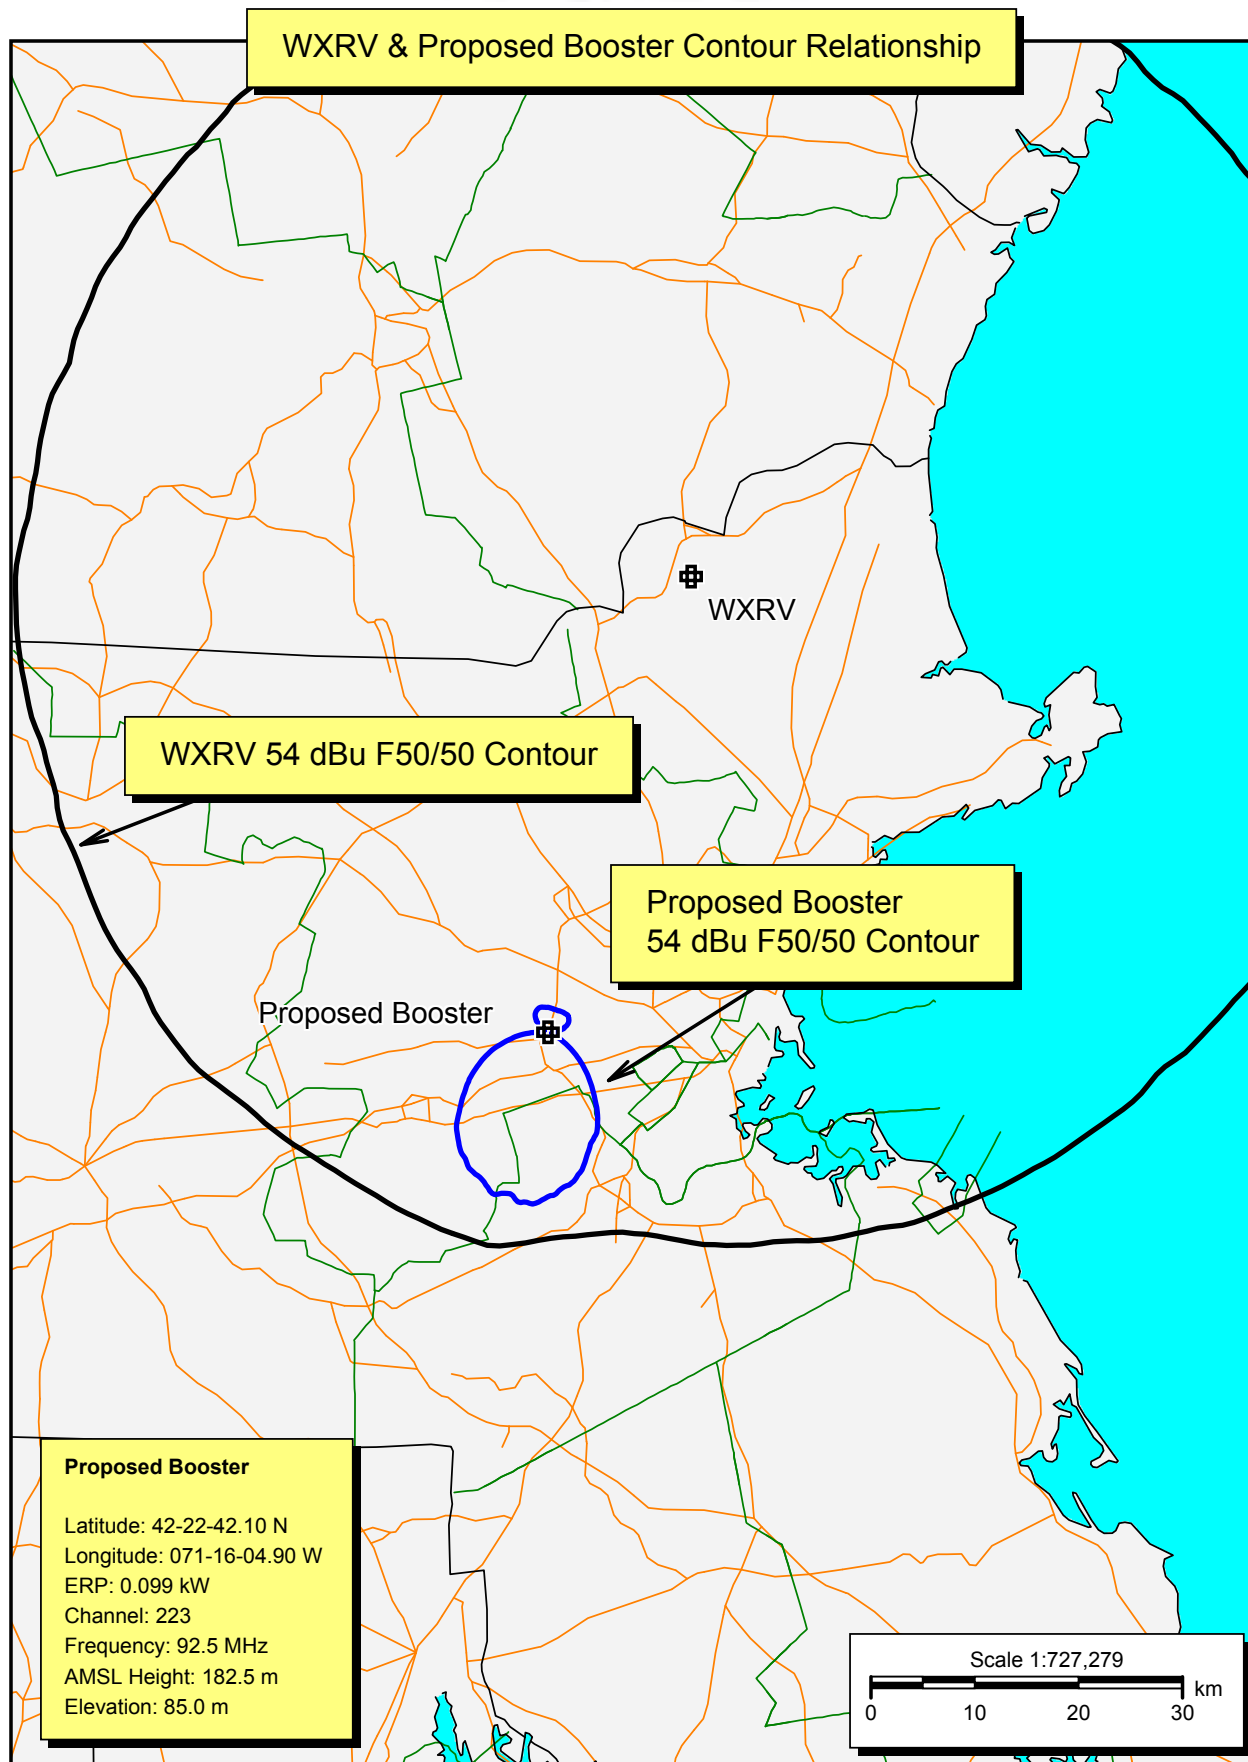 WXRV & Proposed Booster Contour Relationship
WXRV
WXRV 54 dBu F50/50 Contour
Proposed Booster
54 dBu F50/50 Contour
Proposed Booster
Proposed Booster
Latitude: 42-22-42.10 N
Longitude: 071-16-04.90 W
ERP: 0.099 kW
Channel: 223
Frequency: 92.5 MHz
AMSL Height: 182.5 m
Elevation: 85.0 m
Scale 1:727,279
km
0 10 20 30